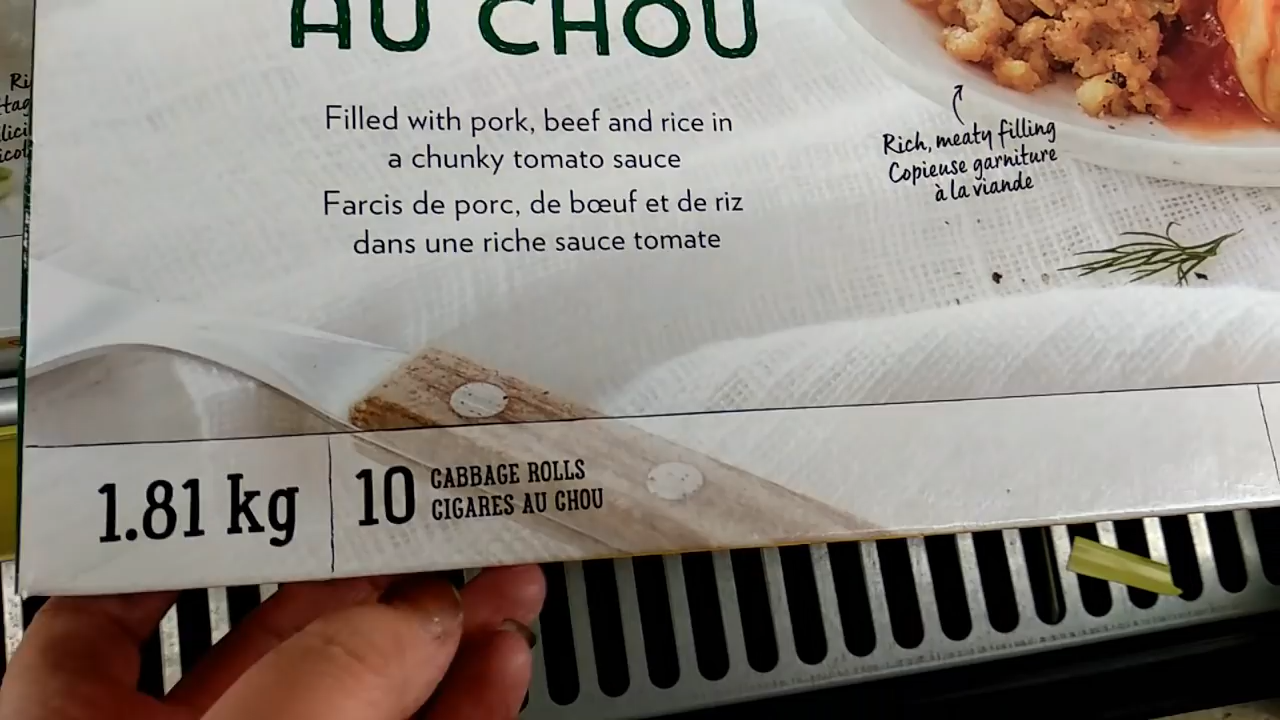 AU CHOU
Filled with pork, beef and rice in
a chunky tomato sauce
Farcis de porc, de bœuf et de riz
dans une riche sauce tomate
Rich, meaty filling
Copieuse garniture
à la viande
1.81 kg
10 CABBAGE ROLLS
CIGARES AU CHOU